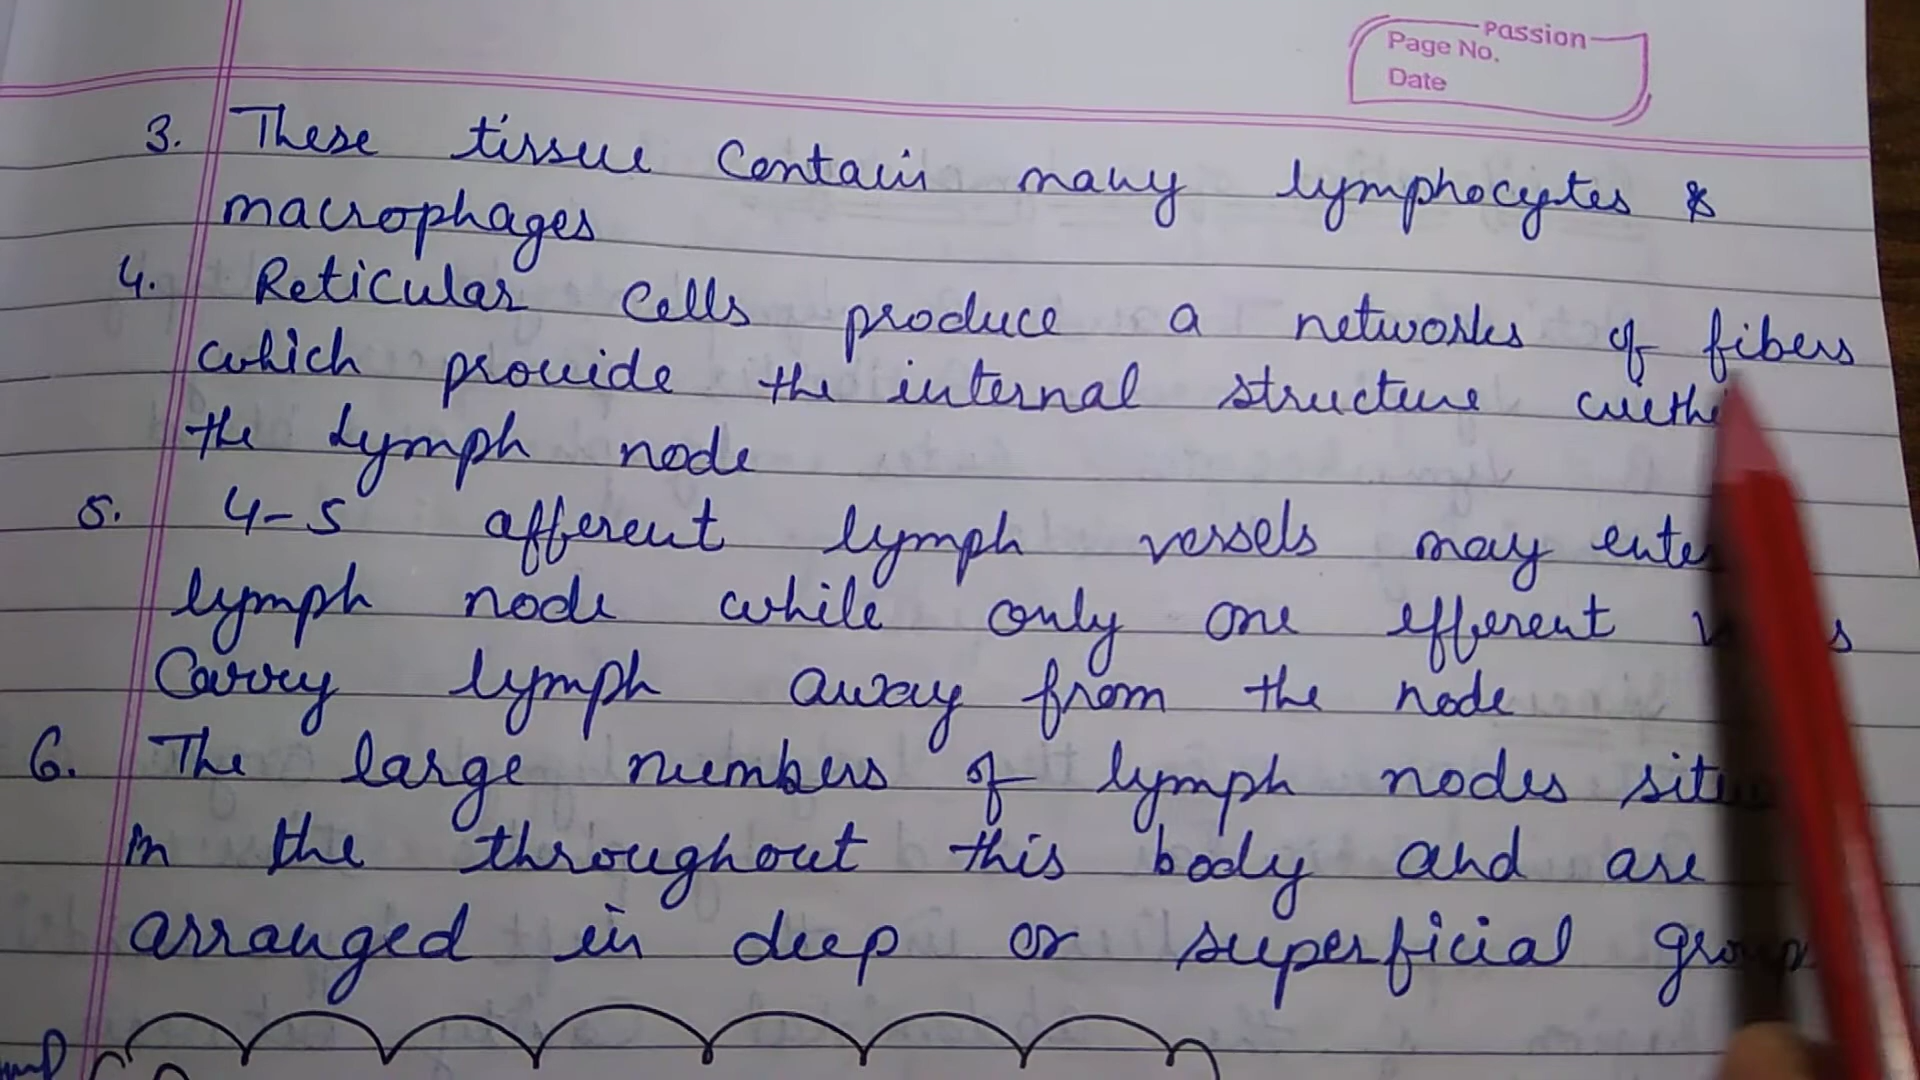 Passion
Page No.
Date
3. These tissue Contain many lymphocytes &
macrophages
4. Reticular Cells produce a networks of fibers
which provide the internal structure
the Lymph node
5. 4-5 afferent lymph vessels may
lymph node while only one efferent
Carry lymph away from the node
6. The large numbers of lymph nodes
in the throughout this body and are
arranged in deep or superficial